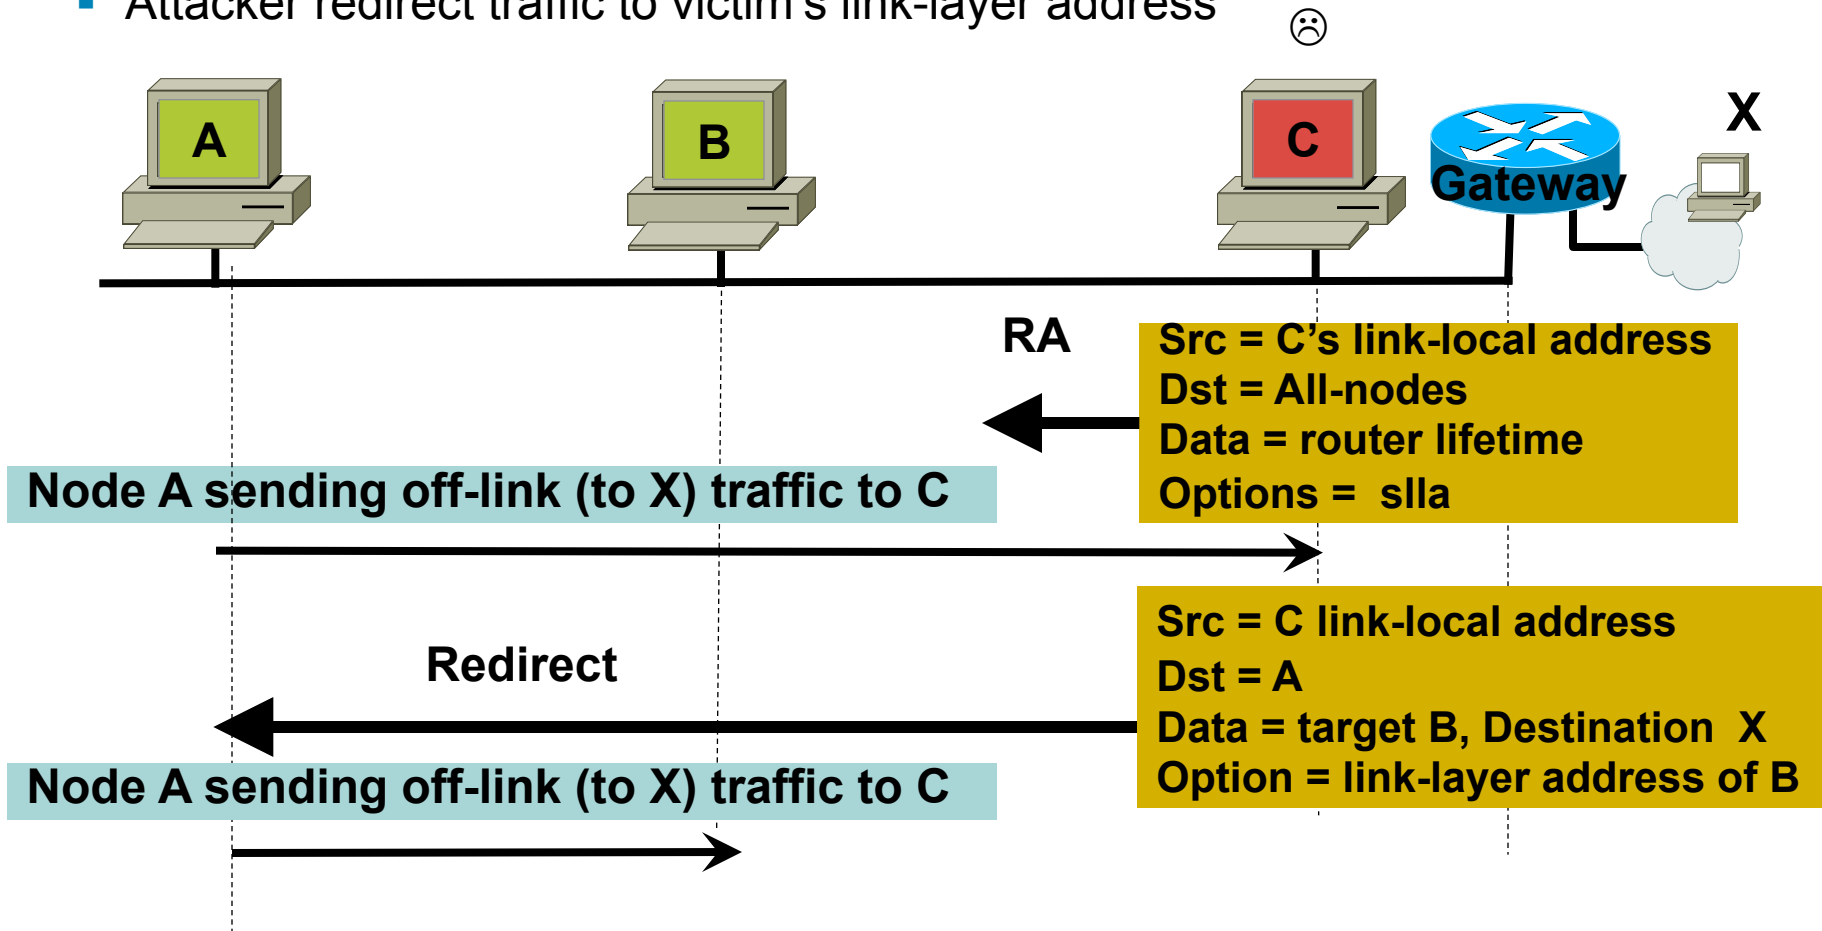 Attacker redirect traffic to victim's link-layer address
A
B
C
Gateway
X
RA
Src = C's link-local address
Dst = All-nodes
Data = router lifetime
Options = slla
Node A sending off-link (to X) traffic to C
Redirect
Src = C link-local address
Dst = A
Data = target B, Destination X
Option = link-layer address of B
Node A sending off-link (to X) traffic to C